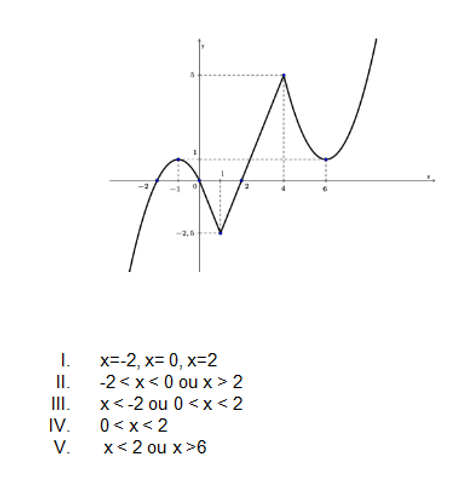 y
5
1
1
-2
-1
0
2
4
6
x
-2,5
I. x=-2, x= 0, x=2
II. -2 < x < 0 ou x > 2
III. x < -2 ou 0 < x < 2
IV. 0 < x < 2
V. x < 2 ou x >6